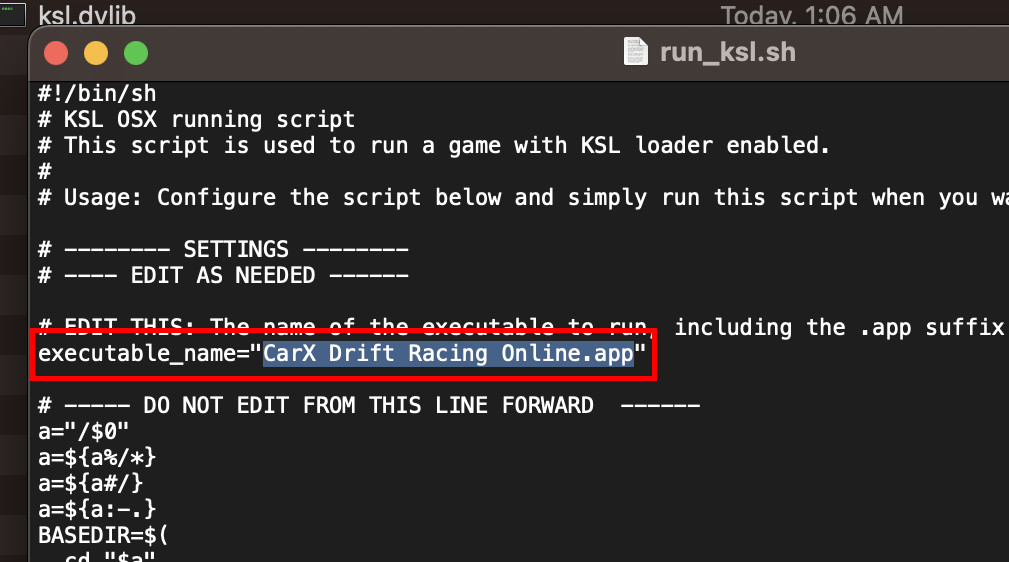 ksl.dylib Today, 1:06 AM
run_ksl.sh
#!/bin/sh
# KSL OSX running script
# This script is used to run a game with KSL loader enabled.
#
# Usage: Configure the script below and simply run this script when you wa
# -------- SETTINGS --------
# ---- EDIT AS NEEDED ------
# EDIT THIS: The name of the executable to run, including the .app suffix
executable_name="CarX Drift Racing Online.app"
# ----- DO NOT EDIT FROM THIS LINE FORWARD  ------
a="/$0"
a=${a%/*}
a=${a#/}
a=${a:-.}
BASEDIR=$(
  cd "$a"